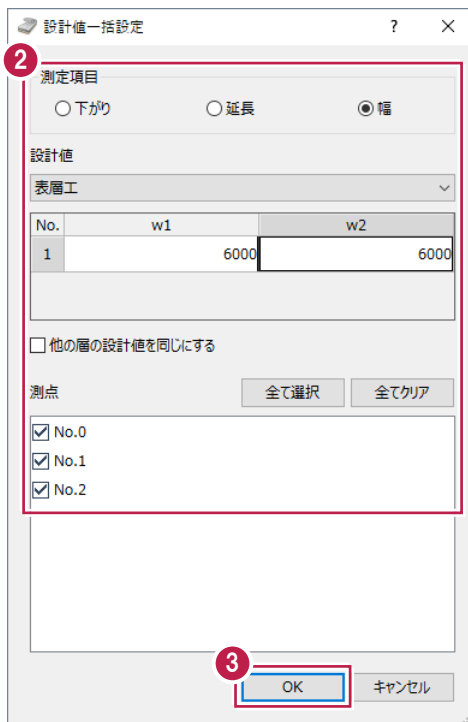 設計値一括設定 ?
2
測定項目
下がり 延長 幅
設計値
表層工
No. w1 w2
1 6000 6000
他の層の設計値を同じにする
測点 全て選択 全てクリア
No.0
No.1
No.2
3
OK キャンセル